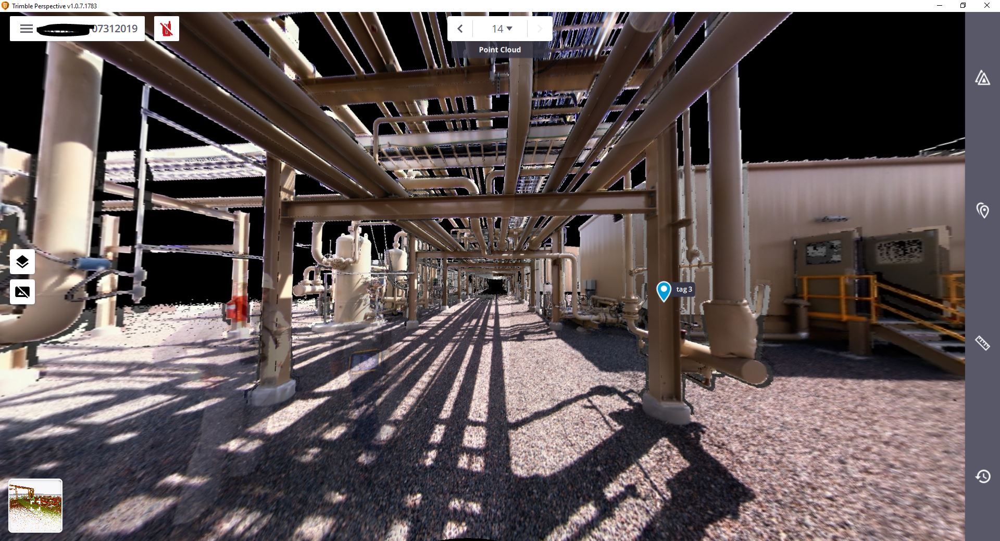 Trimble Perspective v1.0.7.1783
07312019
14
Point Cloud
tag 3